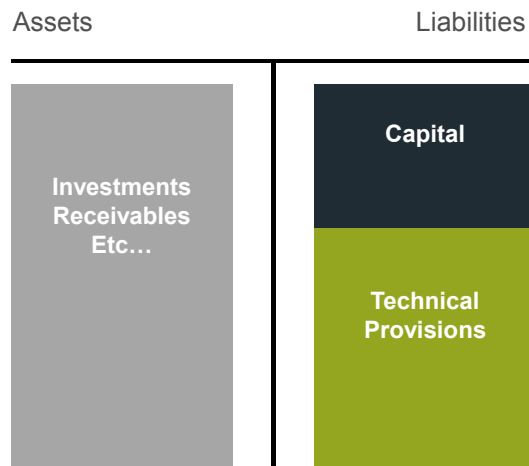 Assets
Liabilities
Capital
Investments
Receivables
Etc…
Technical
Provisions